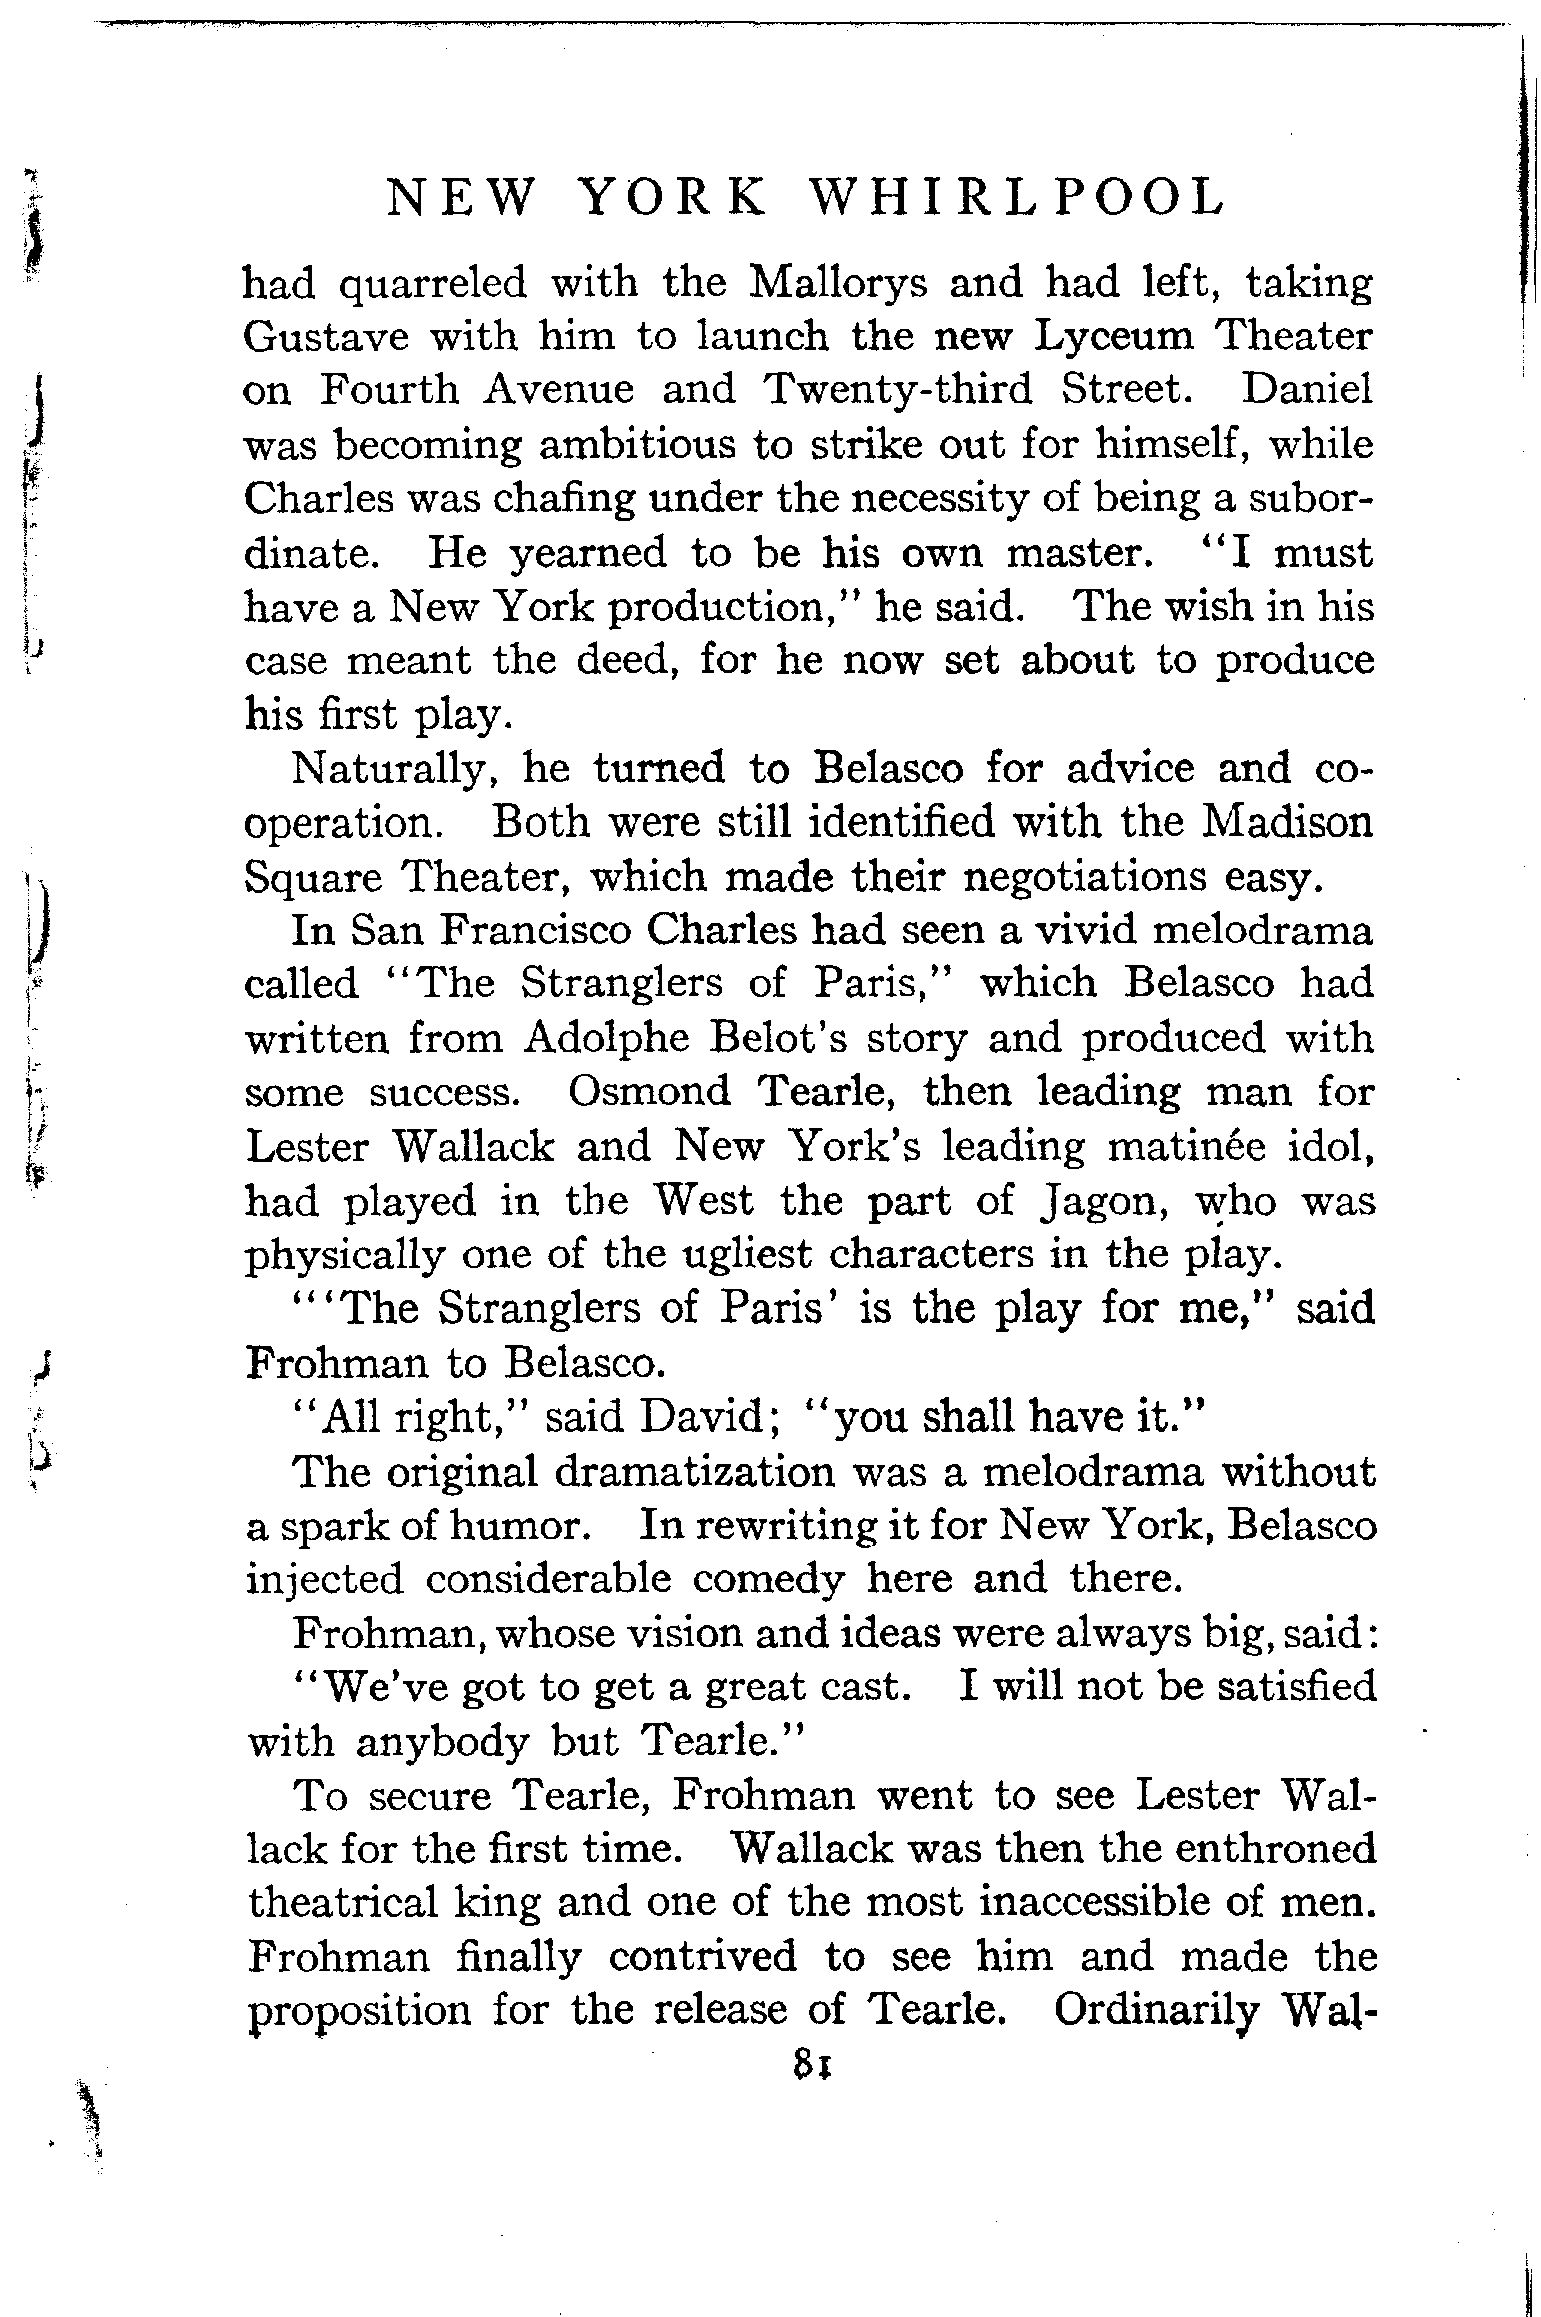 NEW YORK WHIRLPOOL
had quarreled with the Mallorys and had left, taking
Gustave with him to launch the new Lyceum Theater
on Fourth Avenue and Twenty-third Street. Daniel
was becoming ambitious to strike out for himself, while
Charles was chafing under the necessity of being a subor-
dinate. He yearned to be his own master. "I must
have a New York production," he said. The wish in his
case meant the deed, for he now set about to produce
his first play.
Naturally, he turned to Belasco for advice and co-
operation. Both were still identified with the Madison
Square Theater, which made their negotiations easy.
In San Francisco Charles had seen a vivid melodrama
called "The Stranglers of Paris," which Belasco had
written from Adolphe Belot's story and produced with
some success. Osmond Tearle, then leading man for
Lester Wallack and New York's leading matinée idol,
had played in the West the part of Jagon, who was
physically one of the ugliest characters in the play.
"'The Stranglers of Paris' is the play for me," said
Frohman to Belasco.
"All right," said David; "you shall have it."
The original dramatization was a melodrama without
a spark of humor. In rewriting it for New York, Belasco
injected considerable comedy here and there.
Frohman, whose vision and ideas were always big, said:
"We've got to get a great cast. I will not be satisfied
with anybody but Tearle."
To secure Tearle, Frohman went to see Lester Wal-
lack for the first time. Wallack was then the enthroned
theatrical king and one of the most inaccessible of men.
Frohman finally contrived to see him and made the
proposition for the release of Tearle. Ordinarily Wal-
81